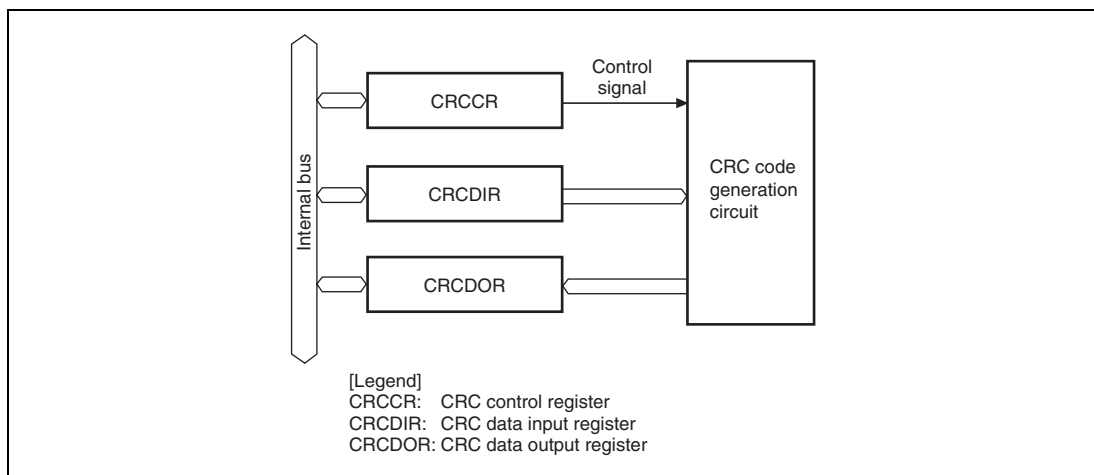 Control
signal
CRCCR
CRC code
generation
circuit
CRCDIR
Internal bus
CRCDOR
[Legend]
CRCCR: CRC control register
CRCDIR: CRC data input register
CRCDOR: CRC data output register